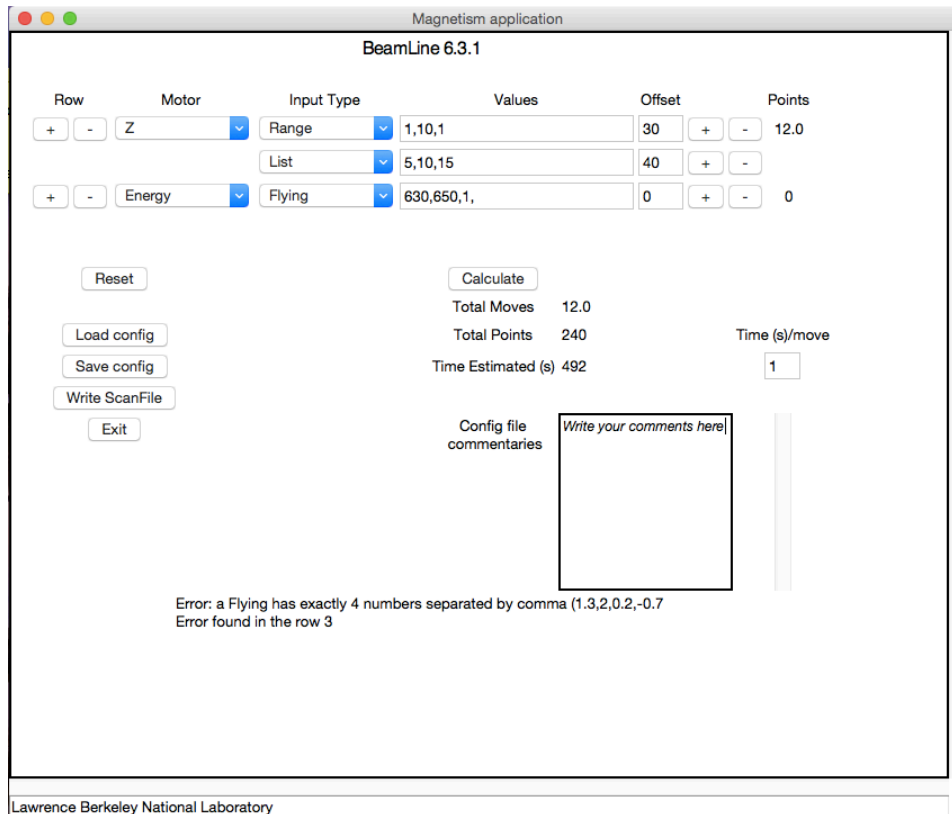 Magnetism application
BeamLine 6.3.1
Row Motor Input Type Values Offset Points
+ - Z Range 1,10,1 30 + - 12.0
List 5,10,15 40 + -
+ - Energy Flying 630,650,1, 0 + - 0
Reset Calculate
Total Moves 12.0
Load config Total Points 240 Time (s)/move
Save config Time Estimated (s) 492 1
Write ScanFile
Exit Config file Write your comments here
commentaries
Error: a Flying has exactly 4 numbers separated by comma (1.3,2,0.2,-0.7
Error found in the row 3
Lawrence Berkeley National Laboratory